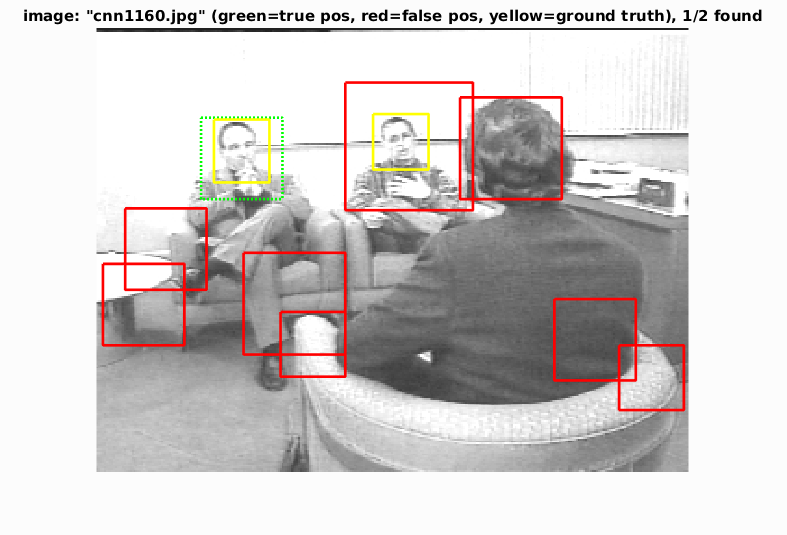 image: "cnn1160.jpg" (green=true pos, red=false pos, yellow=ground truth), 1/2 found